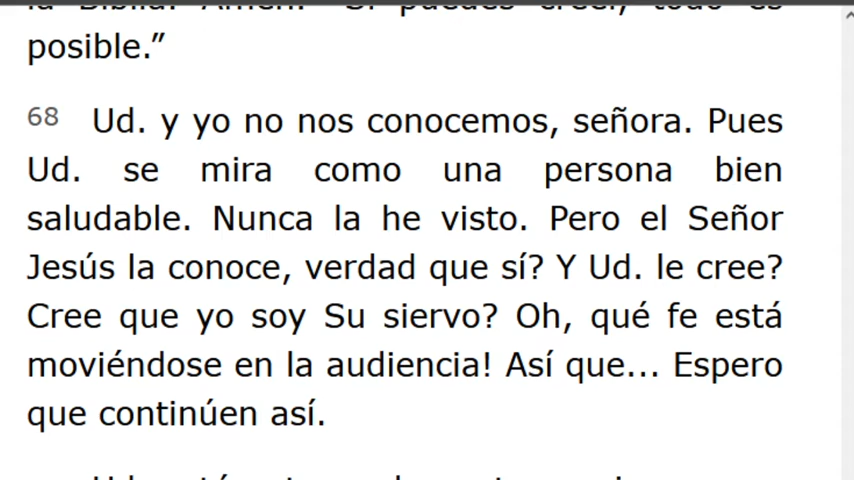 posible.”
68 Ud. y yo no nos conocemos, señora. Pues
Ud. se mira como una persona bien
saludable. Nunca la he visto. Pero el Señor
Jesús la conoce, verdad que sí? Y Ud. le cree?
Cree que yo soy Su siervo? Oh, qué fe está
moviéndose en la audiencia! Así que… Espero
que continúen así.